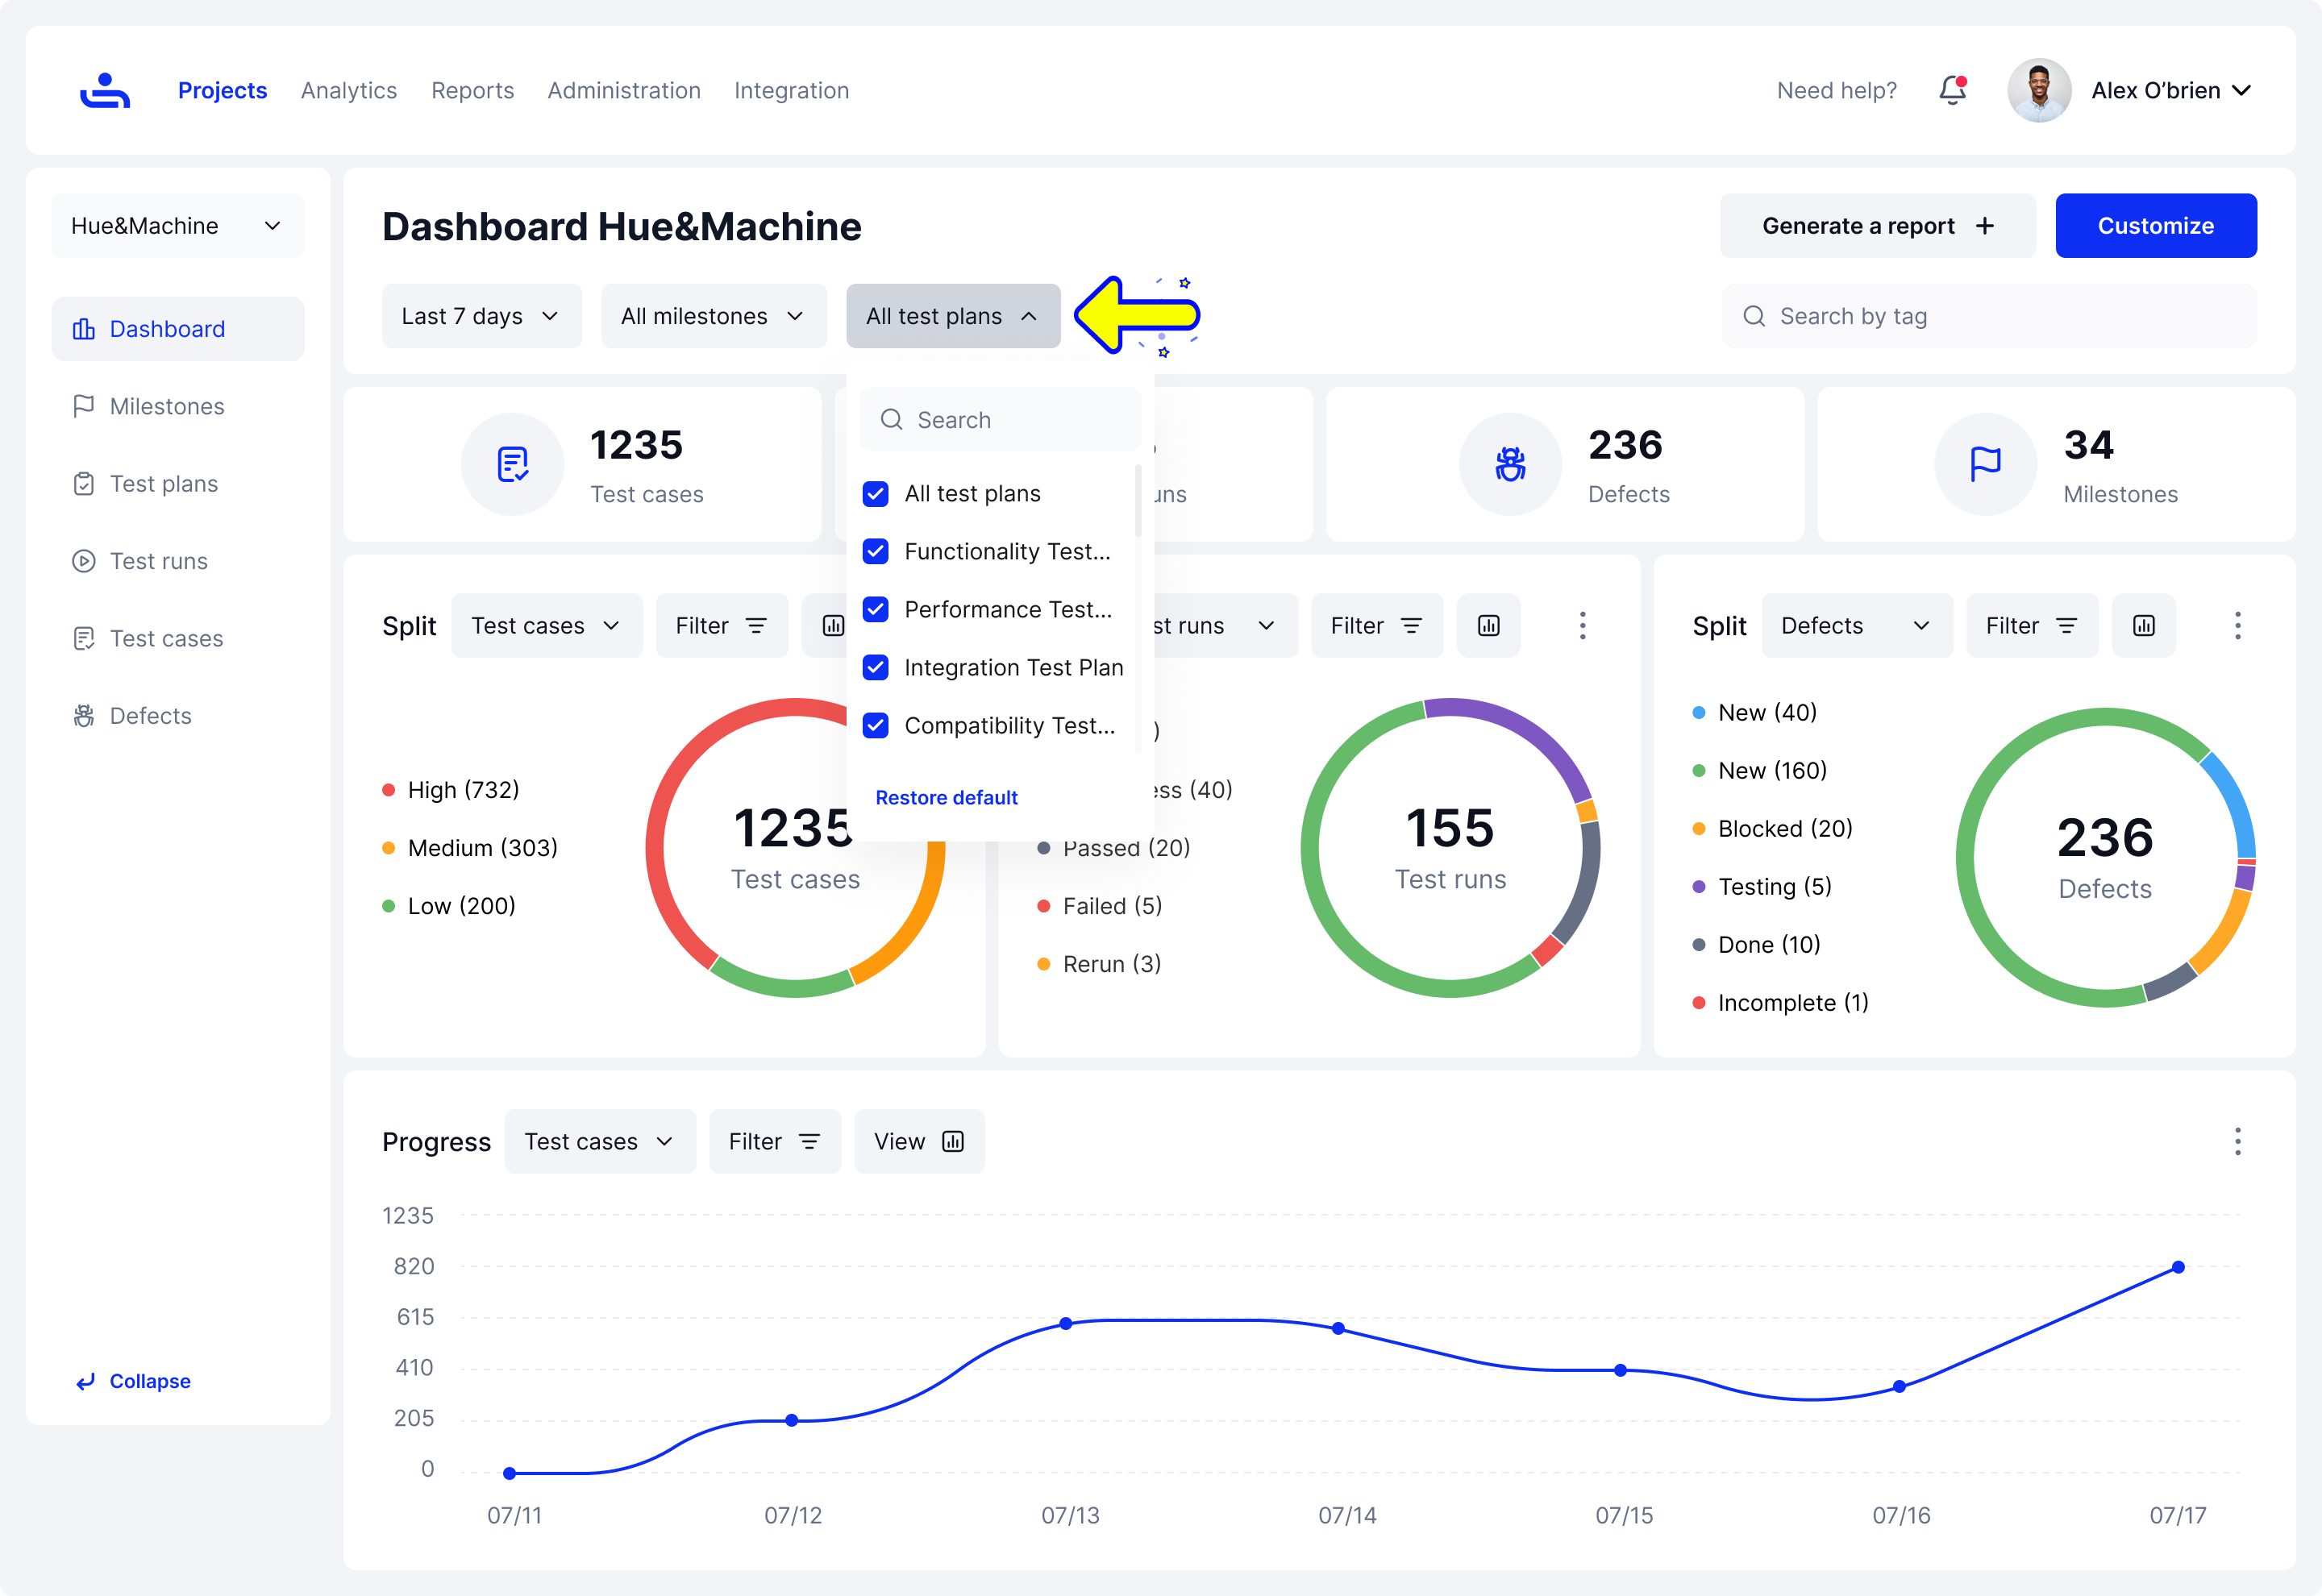 Projects
Analytics
Reports
Administration
Integration
Need help?
Alex O’brien
Hue&Machine
Dashboard
Milestones
Test plans
Test runs
Test cases
Defects
Collapse
Dashboard Hue&Machine
Generate a report
Customize
Last 7 days
All milestones
All test plans
Search by tag
Search
All test plans
Functionality Test...
Performance Test...
Integration Test Plan
Compatibility Test...
Restore default
1235
Test cases
236
Defects
34
Milestones
Split
Test cases
Filter
High (732)
Medium (303)
Low (200)
1235
Test cases
runs
Filter
(40)
Passed (20)
Failed (5)
Rerun (3)
155
Test runs
Split
Defects
Filter
New (40)
New (160)
Blocked (20)
Testing (5)
Done (10)
Incomplete (1)
236
Defects
Progress
Test cases
Filter
View
1235
820
615
410
205
0
07/11
07/12
07/13
07/14
07/15
07/16
07/17